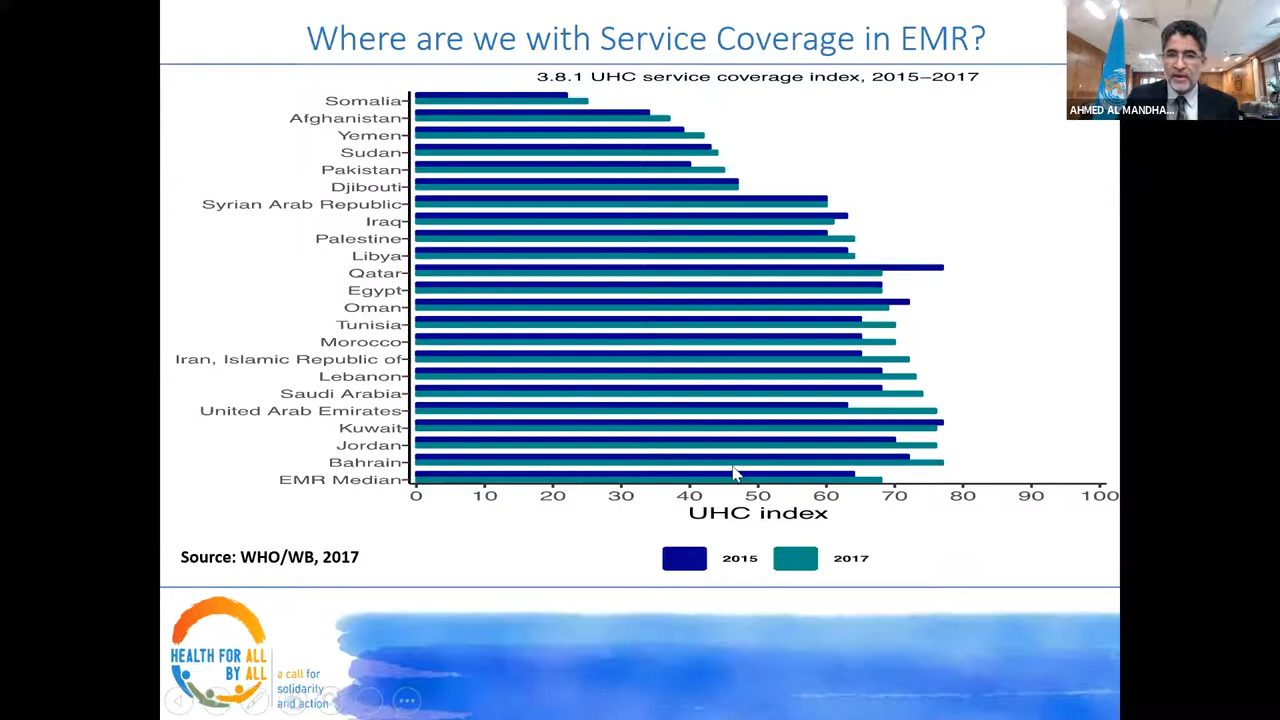 Where are we with Service Coverage in EMR?
AHMED AL MANDHA...
3.8.1 UHC service coverage index, 2015–2017
Somalia
Afghanistan
Yemen
Sudan
Pakistan
Djibouti
Syrian Arab Republic
Iraq
Palestine
Libya
Qatar
Egypt
Oman
Tunisia
Morocco
Iran, Islamic Republic of
Lebanon
Saudi Arabia
United Arab Emirates
Kuwait
Jordan
Bahrain
EMR Median
0 10 20 30 40 50 60 70 80 90 100
UHC index
Source: WHO/WB, 2017
2015 2017
HEALTH FOR ALL
BY ALL
a call for
solidarity
and action